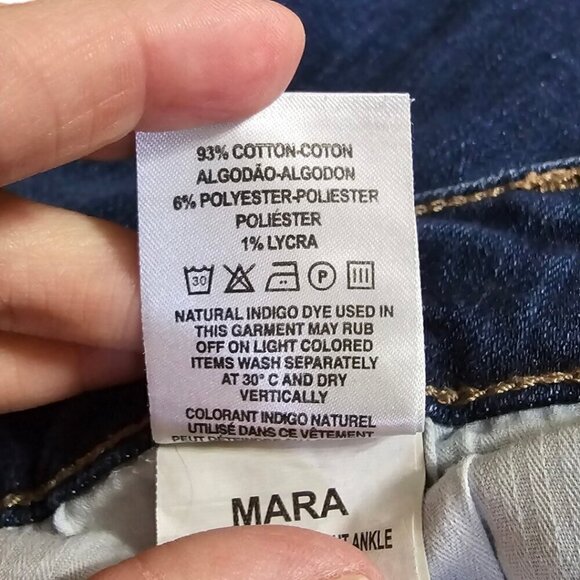 93% COTTON-COTON
ALGODÃO-ALGODON
6% POLYESTER-POLIESTER
POLIÉSTER
1% LYCRA
30 P
NATURAL INDIGO DYE USED IN
THIS GARMENT MAY RUB
OFF ON LIGHT COLORED
ITEMS WASH SEPARATELY
AT 30° C AND DRY
VERTICALLY
COLORANT INDIGO NATUREL
UTILISÉ DANS CE VÊTEMENT
PEUT
MARA
ANKLE